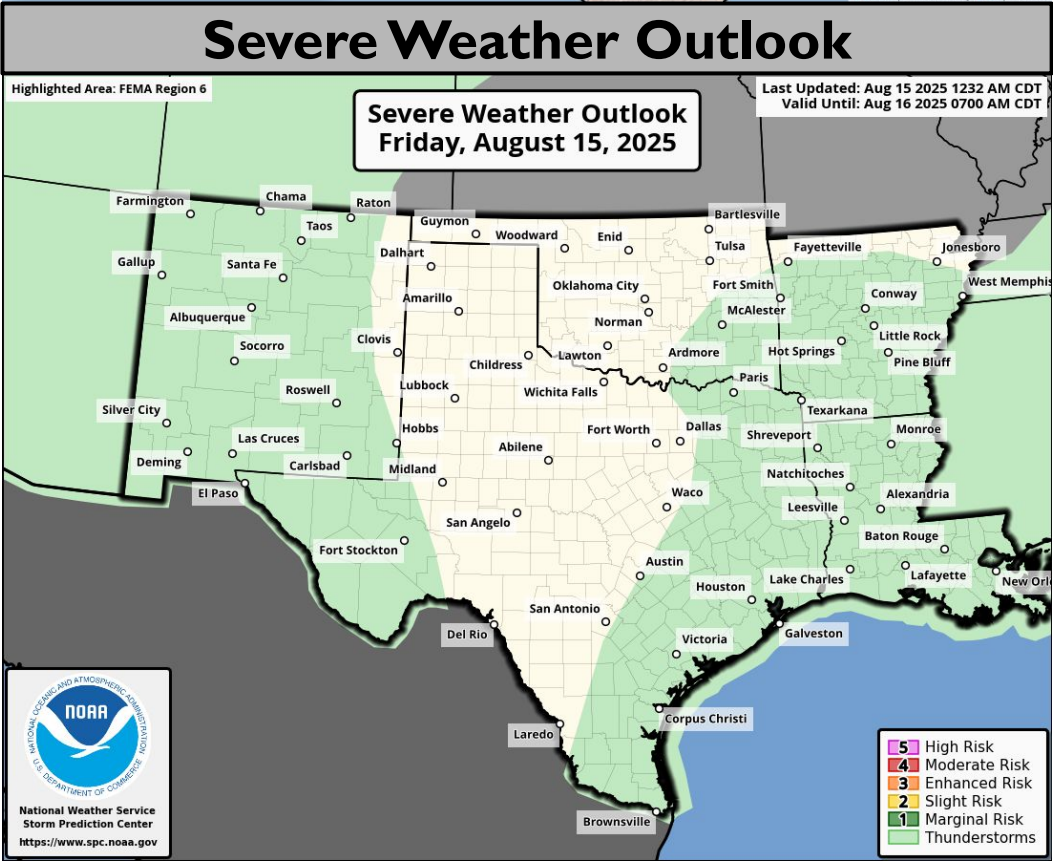 Severe Weather Outlook
Highlighted Area: FEMA Region 6
Last Updated: Aug 15 2025 1232 AM CDT
Valid Until: Aug 16 2025 0700 AM CDT
Severe Weather Outlook
Friday, August 15, 2025
Farmington
Chama
Raton
Taos
Guymon
Woodward
Enid
Bartlesville
Tulsa
Fayetteville
Jonesboro
Gallup
Santa Fe
Dalhart
Oklahoma City
Fort Smith
West Memphis
Albuquerque
Amarillo
Norman
McAlester
Conway
Socorro
Clovis
Childress
Lawton
Ardmore
Hot Springs
Little Rock
Pine Bluff
Roswell
Lubbock
Wichita Falls
Paris
Texarkana
Silver City
Las Cruces
Hobbs
Abilene
Fort Worth
Dallas
Shreveport
Monroe
Deming
Carlsbad
Midland
Natchitoches
El Paso
San Angelo
Waco
Leesville
Alexandria
Fort Stockton
Austin
Baton Rouge
Houston
Lake Charles
Lafayette
New Orl
Del Rio
San Antonio
Victoria
Galveston
Laredo
Corpus Christi
Brownsville
NATIONAL OCEANIC AND ATMOSPHERIC ADMINISTRATION
NOAA
U.S. DEPARTMENT OF COMMERCE
National Weather Service
Storm Prediction Center
https://www.spc.noaa.gov
5 High Risk
4 Moderate Risk
3 Enhanced Risk
2 Slight Risk
1 Marginal Risk
Thunderstorms